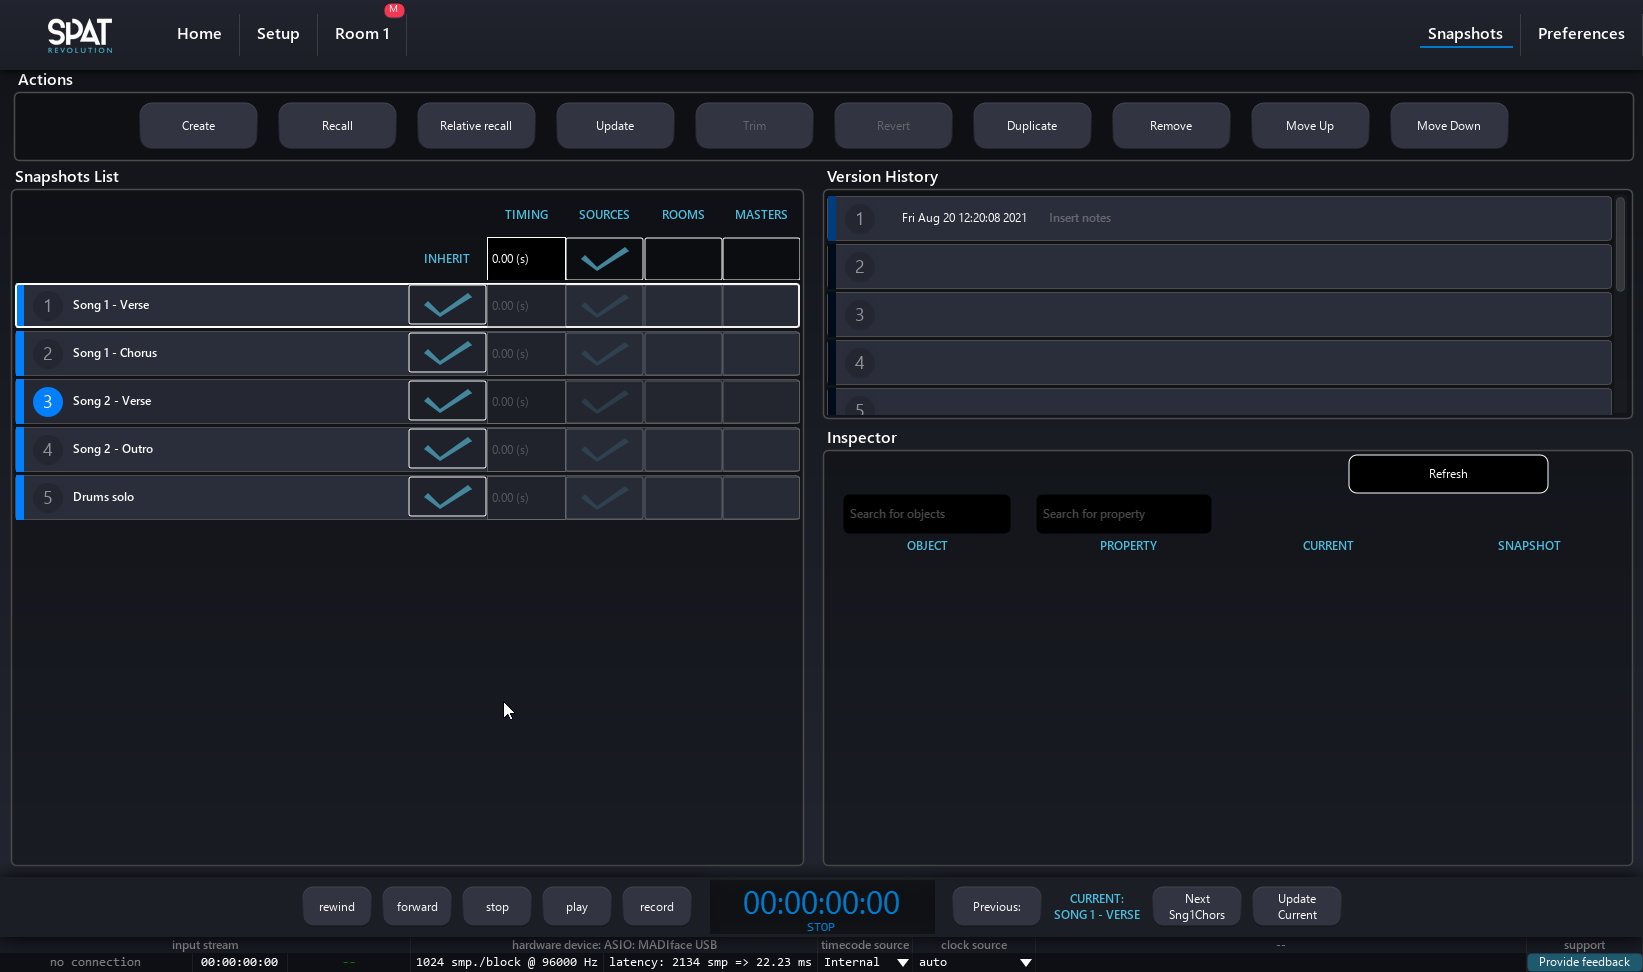 SPAT
REVOLUTION
Home
Setup
Room 1
M
Snapshots
Preferences
Actions
Create
Recall
Relative recall
Update
Trim
Revert
Duplicate
Remove
Move Up
Move Down
Snapshots List
TIMING SOURCES ROOMS MASTERS
INHERIT 0.00 (s)
1 Song 1 - Verse 0.00 (s)
2 Song 1 - Chorus 0.00 (s)
3 Song 2 - Verse 0.00 (s)
4 Song 2 - Outro 0.00 (s)
5 Drums solo 0.00 (s)
Version History
1 Fri Aug 20 12:20:08 2021 Insert notes
2
3
4
5
Inspector
Refresh
Search for objects Search for property
OBJECT PROPERTY CURRENT SNAPSHOT
rewind
forward
stop
play
record
00:00:00:00
STOP
Previous:
CURRENT:
SONG 1 - VERSE
Next
Sng1Chors
Update
Current
input stream hardware device: ASIO: MADIface USB timecode source clock source -- support
no connection 00:00:00:00 -- 1024 smp./block @ 96000 Hz latency: 2134 smp => 22.23 ms Internal auto Provide feedback